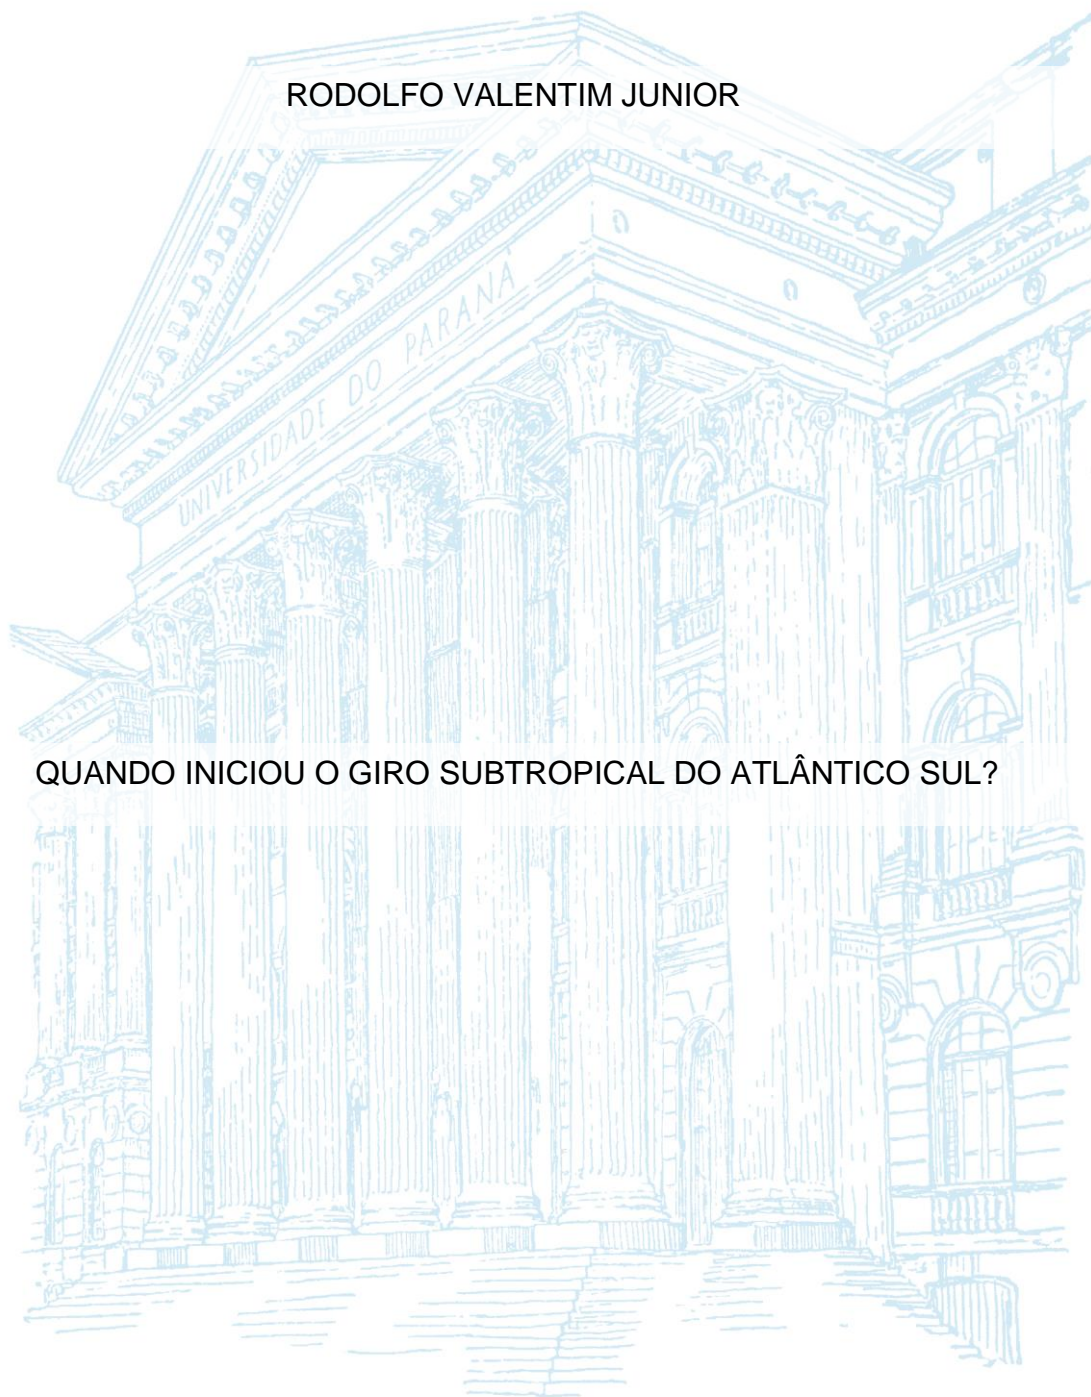 RODOLFO VALENTIM JUNIOR
UNIVERSIDADE DO PARANÁ
QUANDO INICIOU O GIRO SUBTROPICAL DO ATLÂNTICO SUL?